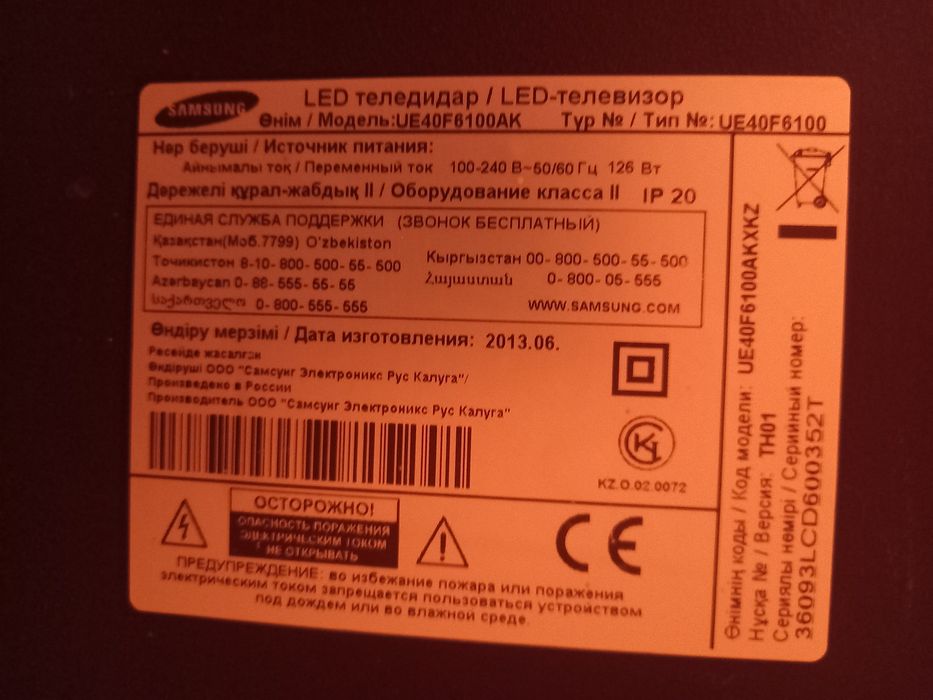 SAMSUNG
LED теледидар / LED-телевизор
Өнім / Модель:UE40F6100AK Түр № / Тип №: UE40F6100
Нәр беруші / Источник питания:
Айнымалы ток / Переменный ток 100-240 В~50/60 Гц 126 Вт
Дәрежелі құрал-жабдық II / Оборудование класса II IP 20
ЕДИНАЯ СЛУЖБА ПОДДЕРЖКИ (ЗВОНОК БЕСПЛАТНЫЙ)
Қазақстан(Моб.7799) O'zbekiston
Точикистон 8-10-800-500-55-500
Кыргызстан 00-800-500-55-500
Azərbaycan 0-88-555-55-55
Հայաստան 0-800-05-555
საქართველო 0-800-555-555
WWW.SAMSUNG.COM
Өндіру мерзімі / Дата изготовления: 2013.06.
Ресейде жасалған
Өндіруші ООО "Самсунг Электроникс Рус Калуга"/
Произведено в России
Производитель ООО "Самсунг Электроникс Рус Калуга"
KZ.O.02.0072
ОСТОРОЖНО!
ОПАСНОСТЬ ПОРАЖЕНИЯ
ЭЛЕКТРИЧЕСКИМ ТОКОМ
НЕ ОТКРЫВАТЬ
CE
ПРЕДУПРЕЖДЕНИЕ: во избежание пожара или поражения
электрическим током запрещается пользоваться устройством
под дождем или во влажной среде.
Өнімнің коды / Код модели: UE40F6100AKXKZ
Нұсқа № / Версия: TH01
Сериялы нөмірі / Серийный номер:
36093LCD600352T